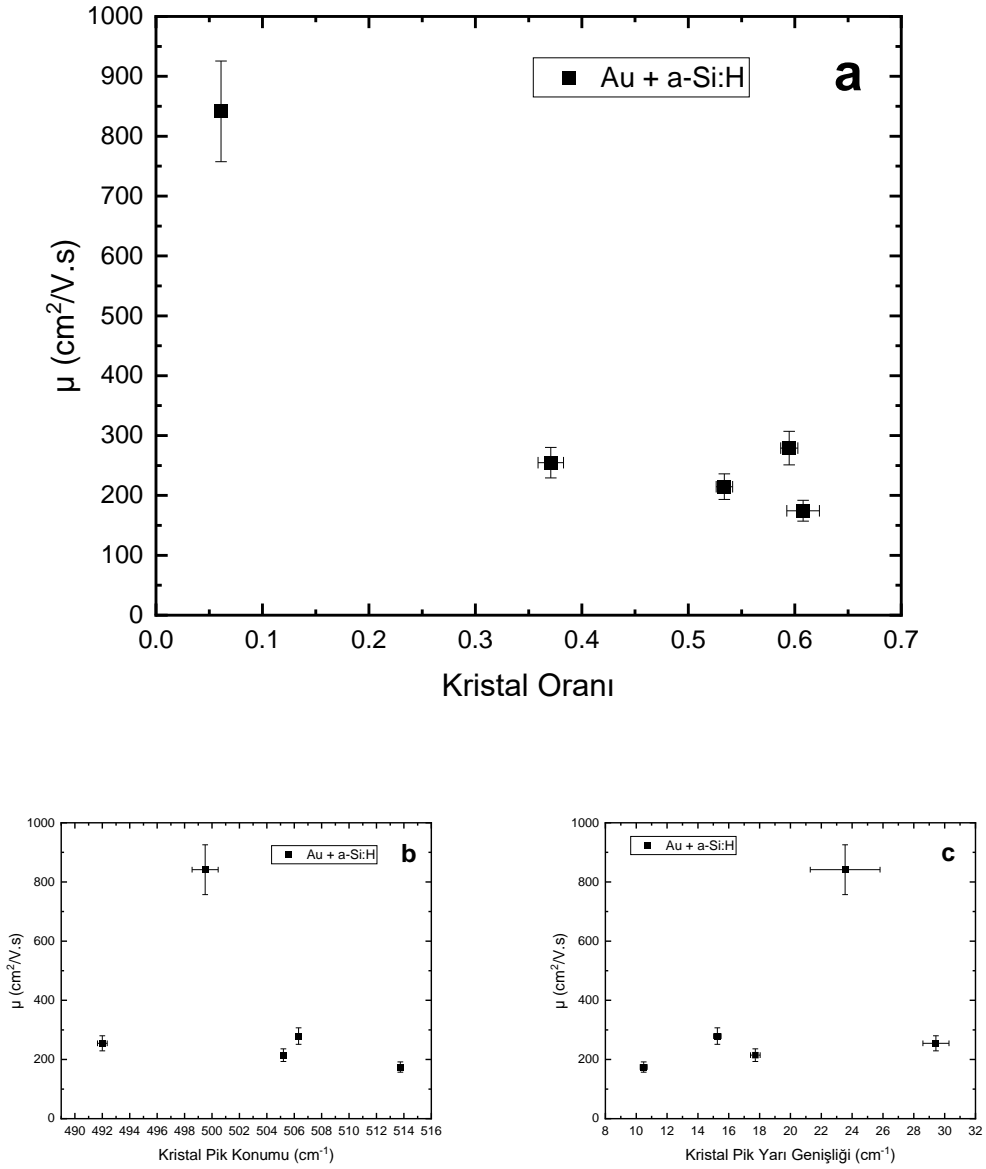 1000
900
800
700
600
500
400
300
200
100
0
µ (cm²/V.s)
Au + a-Si:H
a
0.0 0.1 0.2 0.3 0.4 0.5 0.6 0.7
Kristal Oranı
1000
800
600
400
200
0
µ (cm²/V.s)
Au + a-Si:H
b
490 492 494 496 498 500 502 504 506 508 510 512 514 516
Kristal Pik Konumu (cm⁻¹)
1000
800
600
400
200
0
µ (cm²/V.s)
Au + a-Si:H
c
8 10 12 14 16 18 20 22 24 26 28 30 32
Kristal Pik Yarı Genişliği (cm⁻¹)